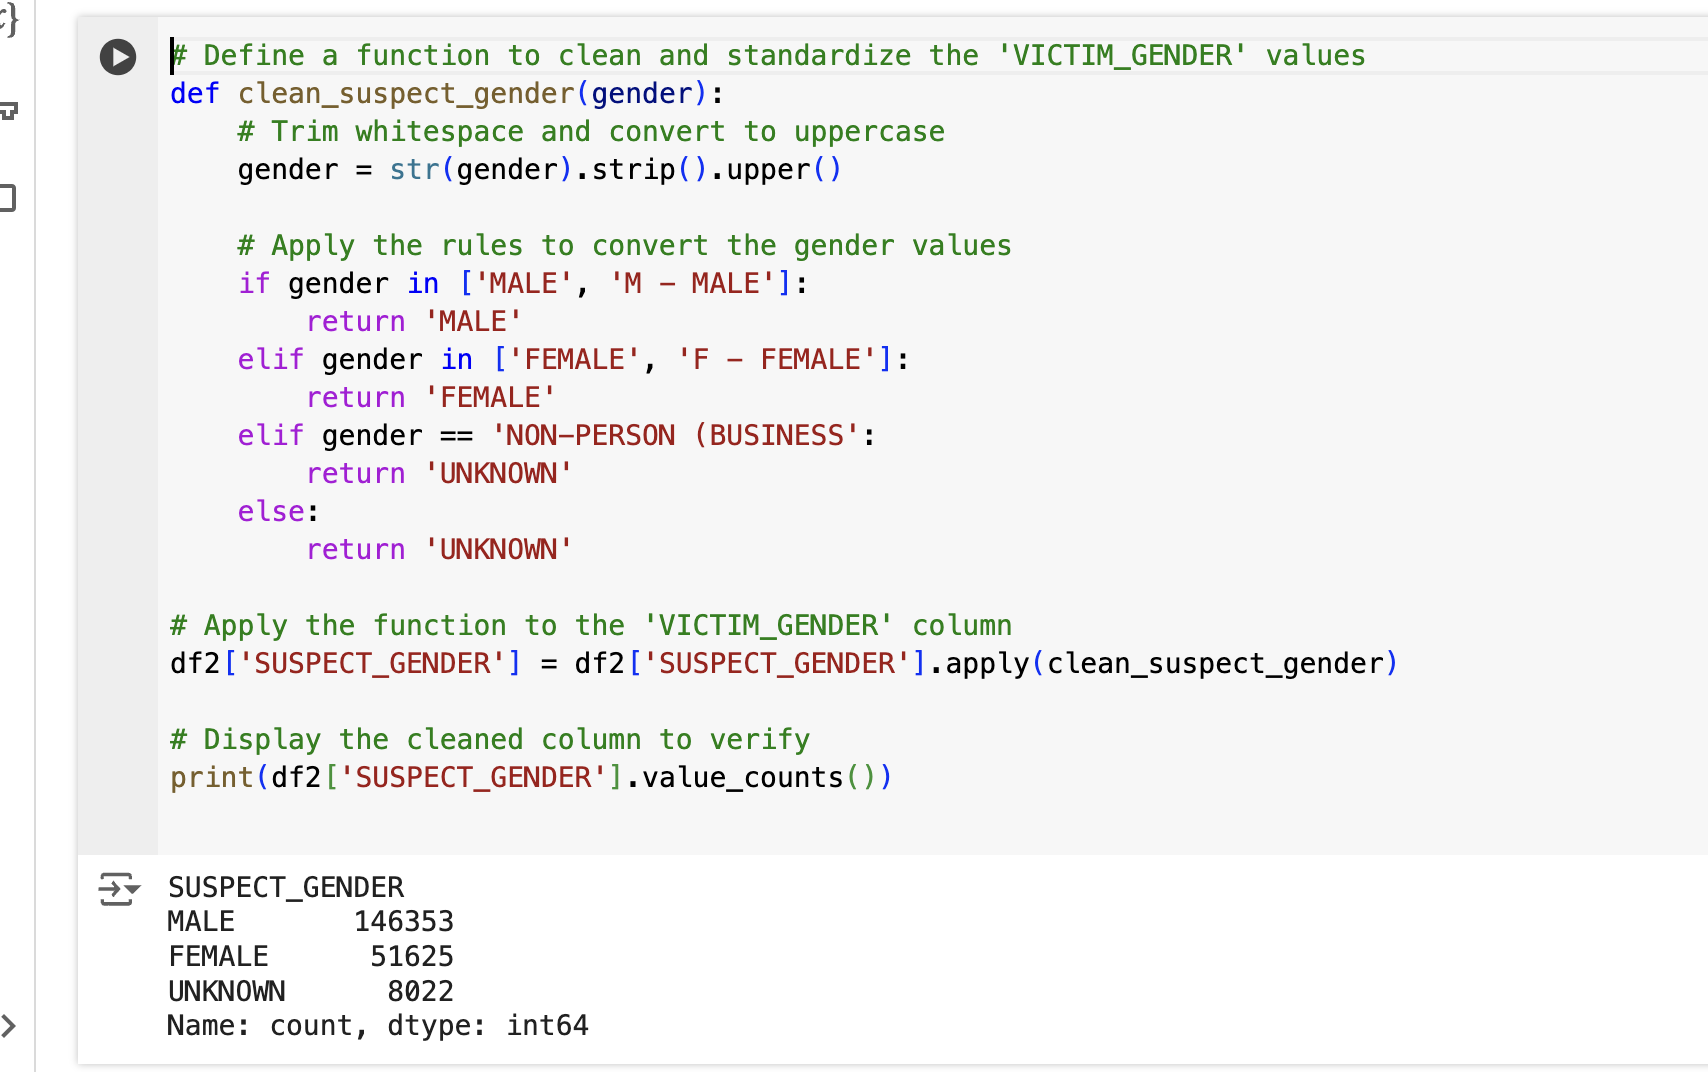 # Define a function to clean and standardize the 'VICTIM_GENDER' values
def clean_suspect_gender(gender):
    # Trim whitespace and convert to uppercase
    gender = str(gender).strip().upper()

    # Apply the rules to convert the gender values
    if gender in ['MALE', 'M – MALE']:
        return 'MALE'
    elif gender in ['FEMALE', 'F – FEMALE']:
        return 'FEMALE'
    elif gender == 'NON-PERSON (BUSINESS':
        return 'UNKNOWN'
    else:
        return 'UNKNOWN'

# Apply the function to the 'VICTIM_GENDER' column
df2['SUSPECT_GENDER'] = df2['SUSPECT_GENDER'].apply(clean_suspect_gender)

# Display the cleaned column to verify
print(df2['SUSPECT_GENDER'].value_counts())

SUSPECT_GENDER
MALE       146353
FEMALE      51625
UNKNOWN      8022
Name: count, dtype: int64